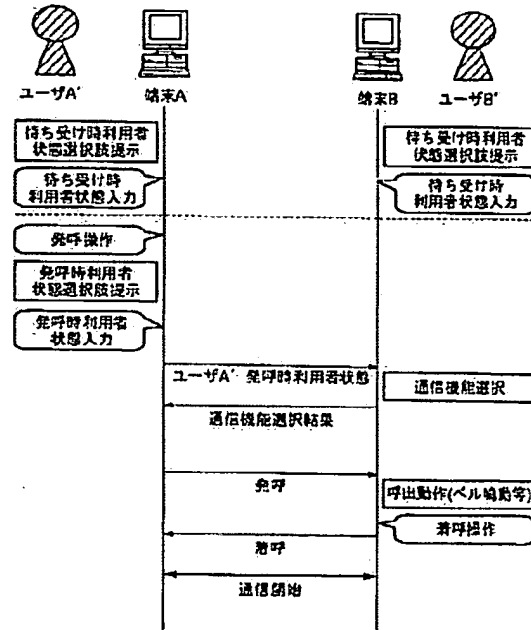 ユーザA'
端末A
端末B
ユーザB'
待ち受け時利用者
状態選択肢提示
待ち受け時利用者
状態選択肢提示
待ち受け時
利用者状態入力
待ち受け時
利用者状態入力
発呼操作
発呼時利用者
状態選択肢提示
発呼時利用者
状態入力
ユーザA' 発呼時利用者状態
通信機能選択
通信機能選択結果
発呼
呼出動作(ベル鳴動等)
着呼操作
着呼
通信開始